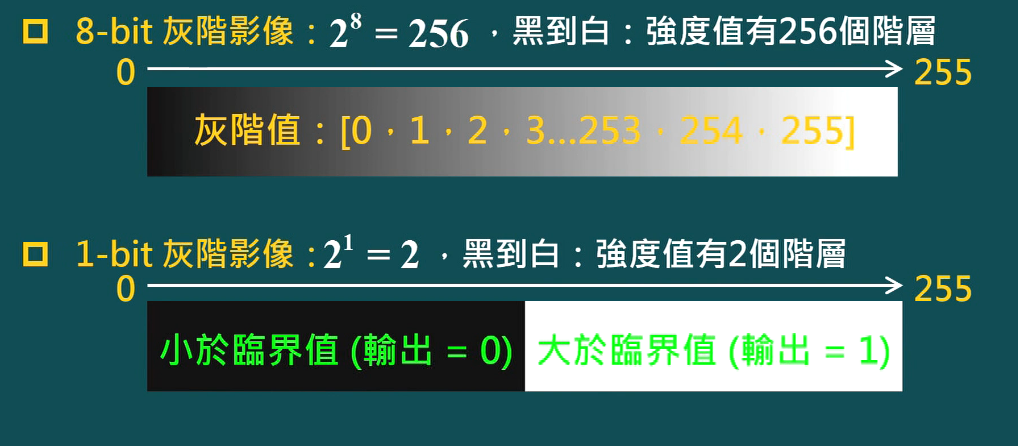 8-bit 灰階影像：2⁸ = 256 ，黑到白：強度值有256個階層
0 255
灰階值：[0，1，2，3...253，254，255]
1-bit 灰階影像：2¹ = 2 ，黑到白：強度值有2個階層
0 255
小於臨界值 (輸出 = 0) 大於臨界值 (輸出 = 1)